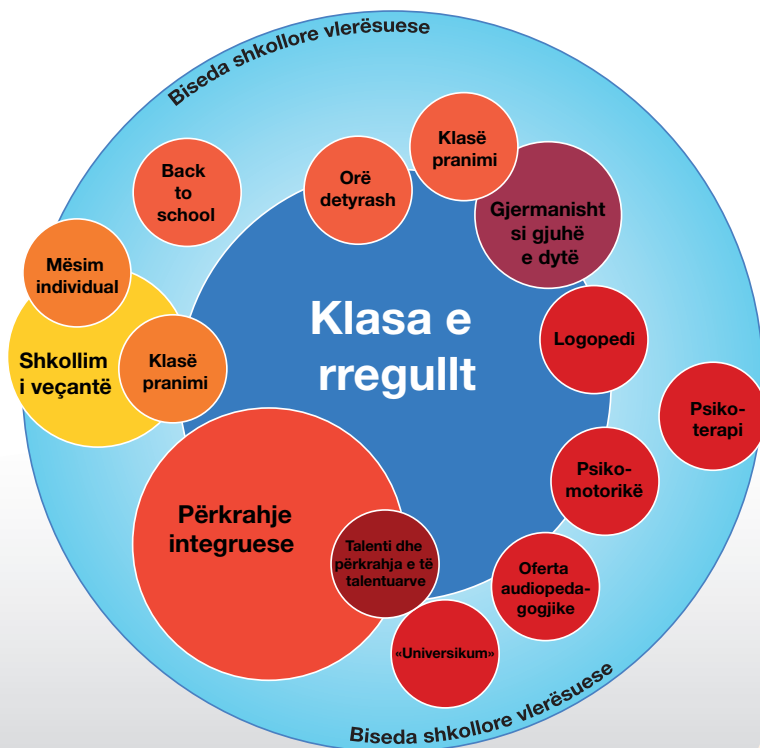 Biseda shkollore vlerësuese
Klasë
pranimi
Back
to
school
Orë
detyrash
Gjermanisht
si gjuhë
e dytë
Mësim
individual
Klasa e
rregullt
Logopedi
Shkollim
i veçantë
Klasë
pranimi
Psiko-
terapi
Psiko-
motorikë
Përkrahje
integruese
Talenti dhe
përkrahja e të
talentuarve
Oferta
audiopeda-
gogjike
«Universikum»
Biseda shkollore vlerësuese